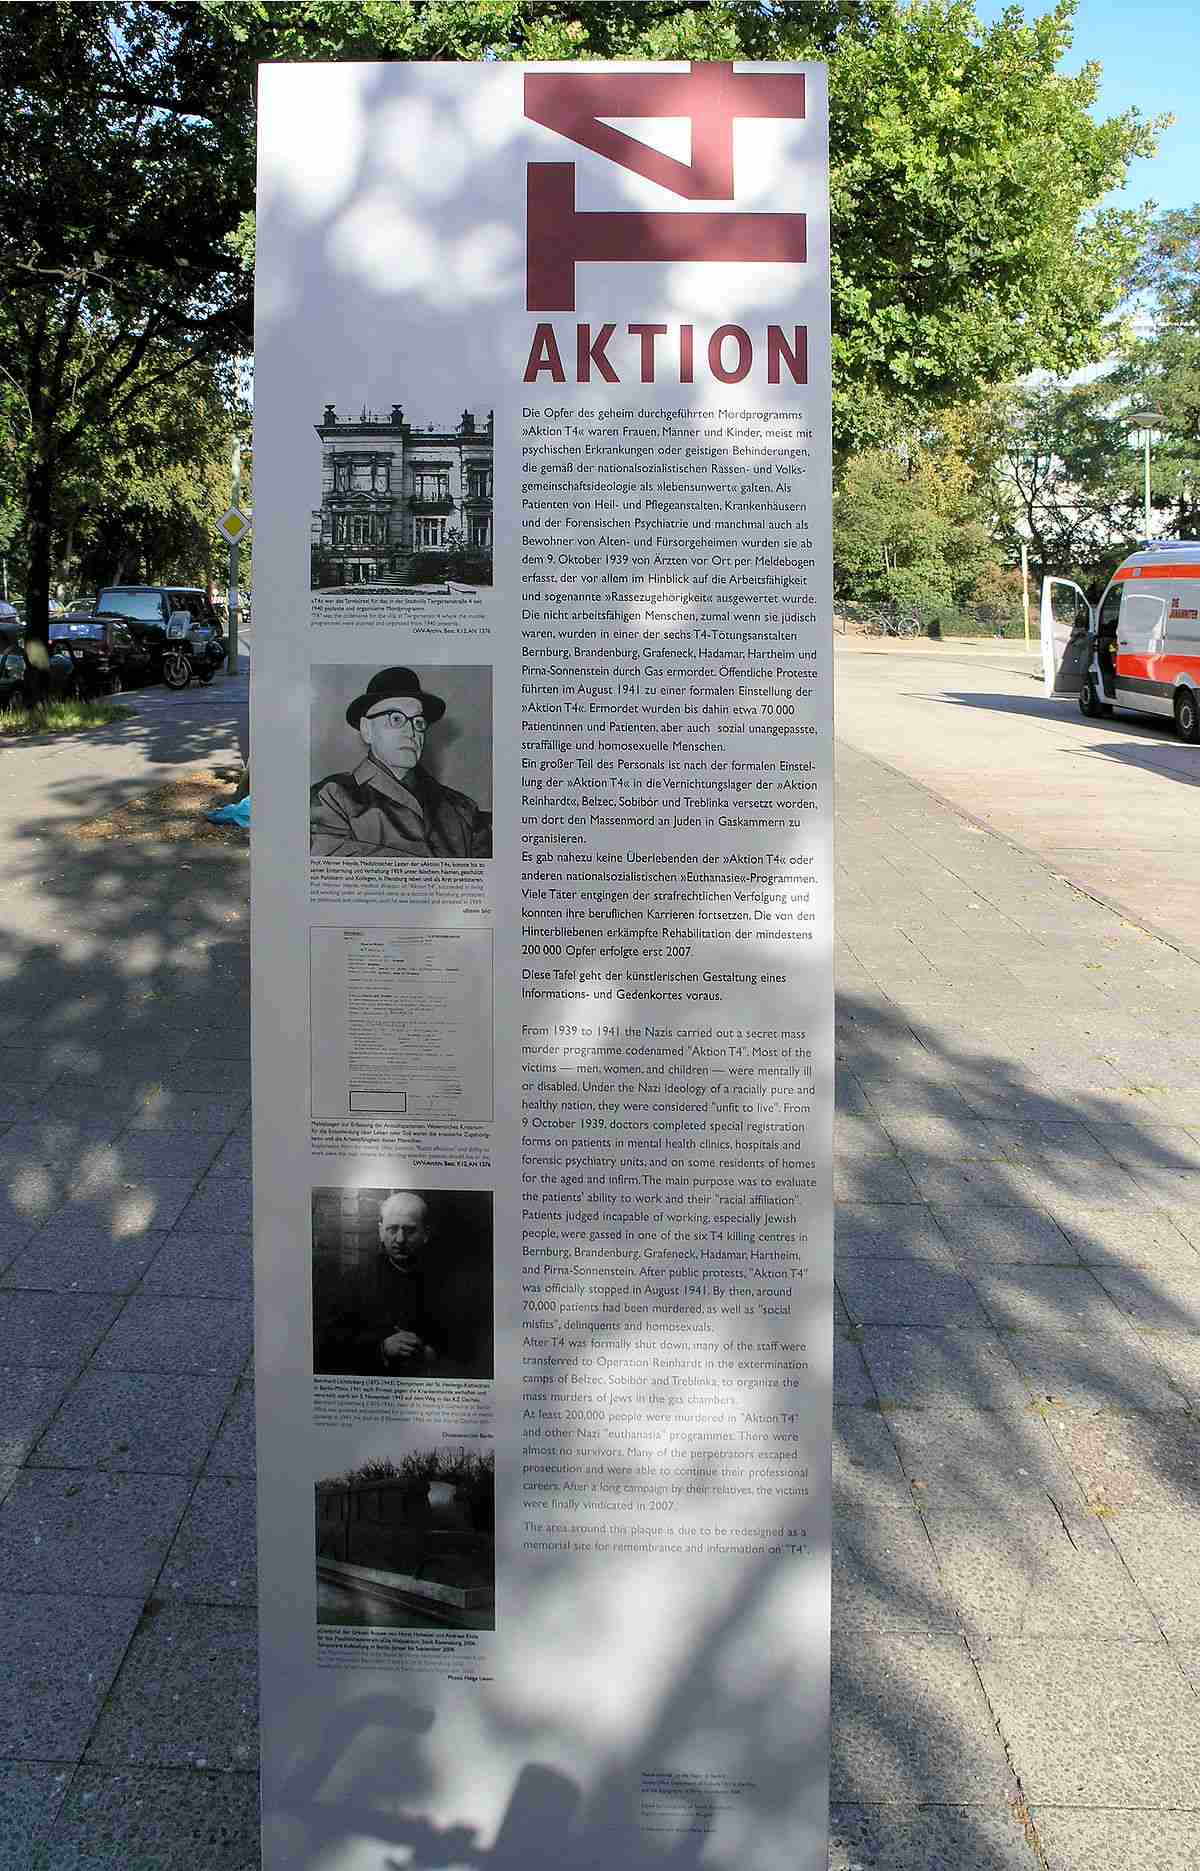 T4
AKTION
Die Opfer des geheim durchgeführten Mordprogramms
»Aktion T4« waren Frauen, Männer und Kinder, meist mit
psychischen Erkrankungen oder geistigen Behinderungen,
die gemäß der nationalsozialistischen Rassen- und Volks-
gemeinschaftsideologie als »lebensunwert« galten. Als
Patienten von Heil- und Pflegeanstalten, Krankenhäusern
und der Forensischen Psychiatrie und manchmal auch als
Bewohner von Alten- und Fürsorgeheimen wurden sie ab
dem 9. Oktober 1939 von Ärzten vor Ort per Meldebogen
erfasst, der vor allem im Hinblick auf die Arbeitsfähigkeit
und sogenannte »Rassezugehörigkeit« ausgewertet wurde.
Die nicht arbeitsfähigen Menschen, zumal wenn sie jüdisch
waren, wurden in einer der sechs T4-Tötungsanstalten
Bernburg, Brandenburg, Grafeneck, Hadamar, Hartheim und
Pirna-Sonnenstein durch Gas ermordet. Öffentliche Proteste
führten im August 1941 zu einer formalen Einstellung der
»Aktion T4«. Ermordet wurden bis dahin etwa 70 000
Patientinnen und Patienten, aber auch sozial unangepasste,
straffällige und homosexuelle Menschen.
Ein großer Teil des Personals ist nach der formalen Einstel-
lung der »Aktion T4« in die Vernichtungslager der »Aktion
Reinhardt«, Belzec, Sobibór und Treblinka versetzt worden,
um dort den Massenmord an Juden in Gaskammern zu
organisieren.
Es gab nahezu keine Überlebenden der »Aktion T4« oder
anderen nationalsozialistischen »Euthanasie«-Programmen.
Viele Täter entgingen der strafrechtlichen Verfolgung und
konnten ihre beruflichen Karrieren fortsetzen. Die von den
Hinterbliebenen erkämpfte Rehabilitation der mindestens
200 000 Opfer erfolgte erst 2007.
Diese Tafel geht der künstlerischen Gestaltung eines
Informations- und Gedenkortes voraus.
From 1939 to 1941 the Nazis carried out a secret mass
murder programme codenamed "Aktion T4". Most of the
victims — men, women, and children — were mentally ill
or disabled. Under the Nazi ideology of a racially pure and
healthy nation, they were considered "unfit to live". From
9 October 1939, doctors completed special registration
forms on patients in mental health clinics, hospitals and
forensic psychiatry units, and on some residents of homes
for the aged and infirm. The main purpose was to evaluate
the patients' ability to work and their "racial affiliation".
Patients judged incapable of working, especially Jewish
people, were gassed in one of the six T4 killing centres in
Bernburg, Brandenburg, Grafeneck, Hadamar, Hartheim,
and Pirna-Sonnenstein. After public protests, "Aktion T4"
was officially stopped in August 1941. By then, around
70,000 patients had been murdered, as well as "social
misfits", delinquents and homosexuals.
After T4 was formally shut down, many of the staff were
transferred to Operation Reinhardt in the extermination
camps of Belzec, Sobibór and Treblinka, to organize the
mass murders of Jews in the gas chambers.
At least 200,000 people were murdered in "Aktion T4"
and other Nazi "euthanasia" programmes. There were
almost no survivors. Many of the perpetrators escaped
prosecution and were able to continue their professional
careers. After a long campaign by their relatives, the victims
were finally vindicated in 2007.
The area around this plaque is due to be redesigned as a
memorial site for remembrance and information on "T4".
LWV-Archiv, Best. K12, AN 1276
ullstein bild
LWV-Archiv, Best. K12, AN 1276
Photo: Helga Lieser
DIE
JOHANNITER